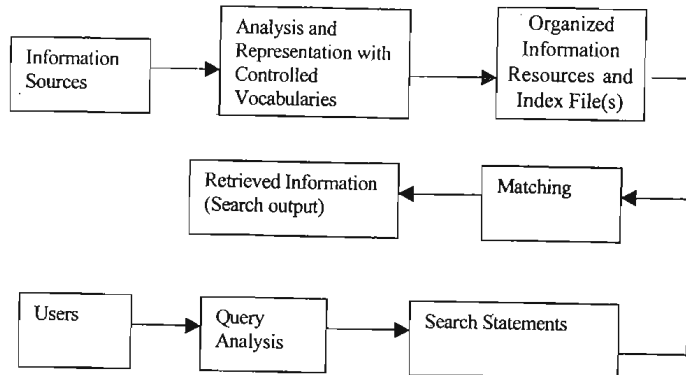 Information
Sources
Analysis and
Representation with
Controlled
Vocabularies
Organized
Information
Resources and
Index File(s)
Retrieved Information
(Search output)
Matching
Users
Query
Analysis
Search Statements